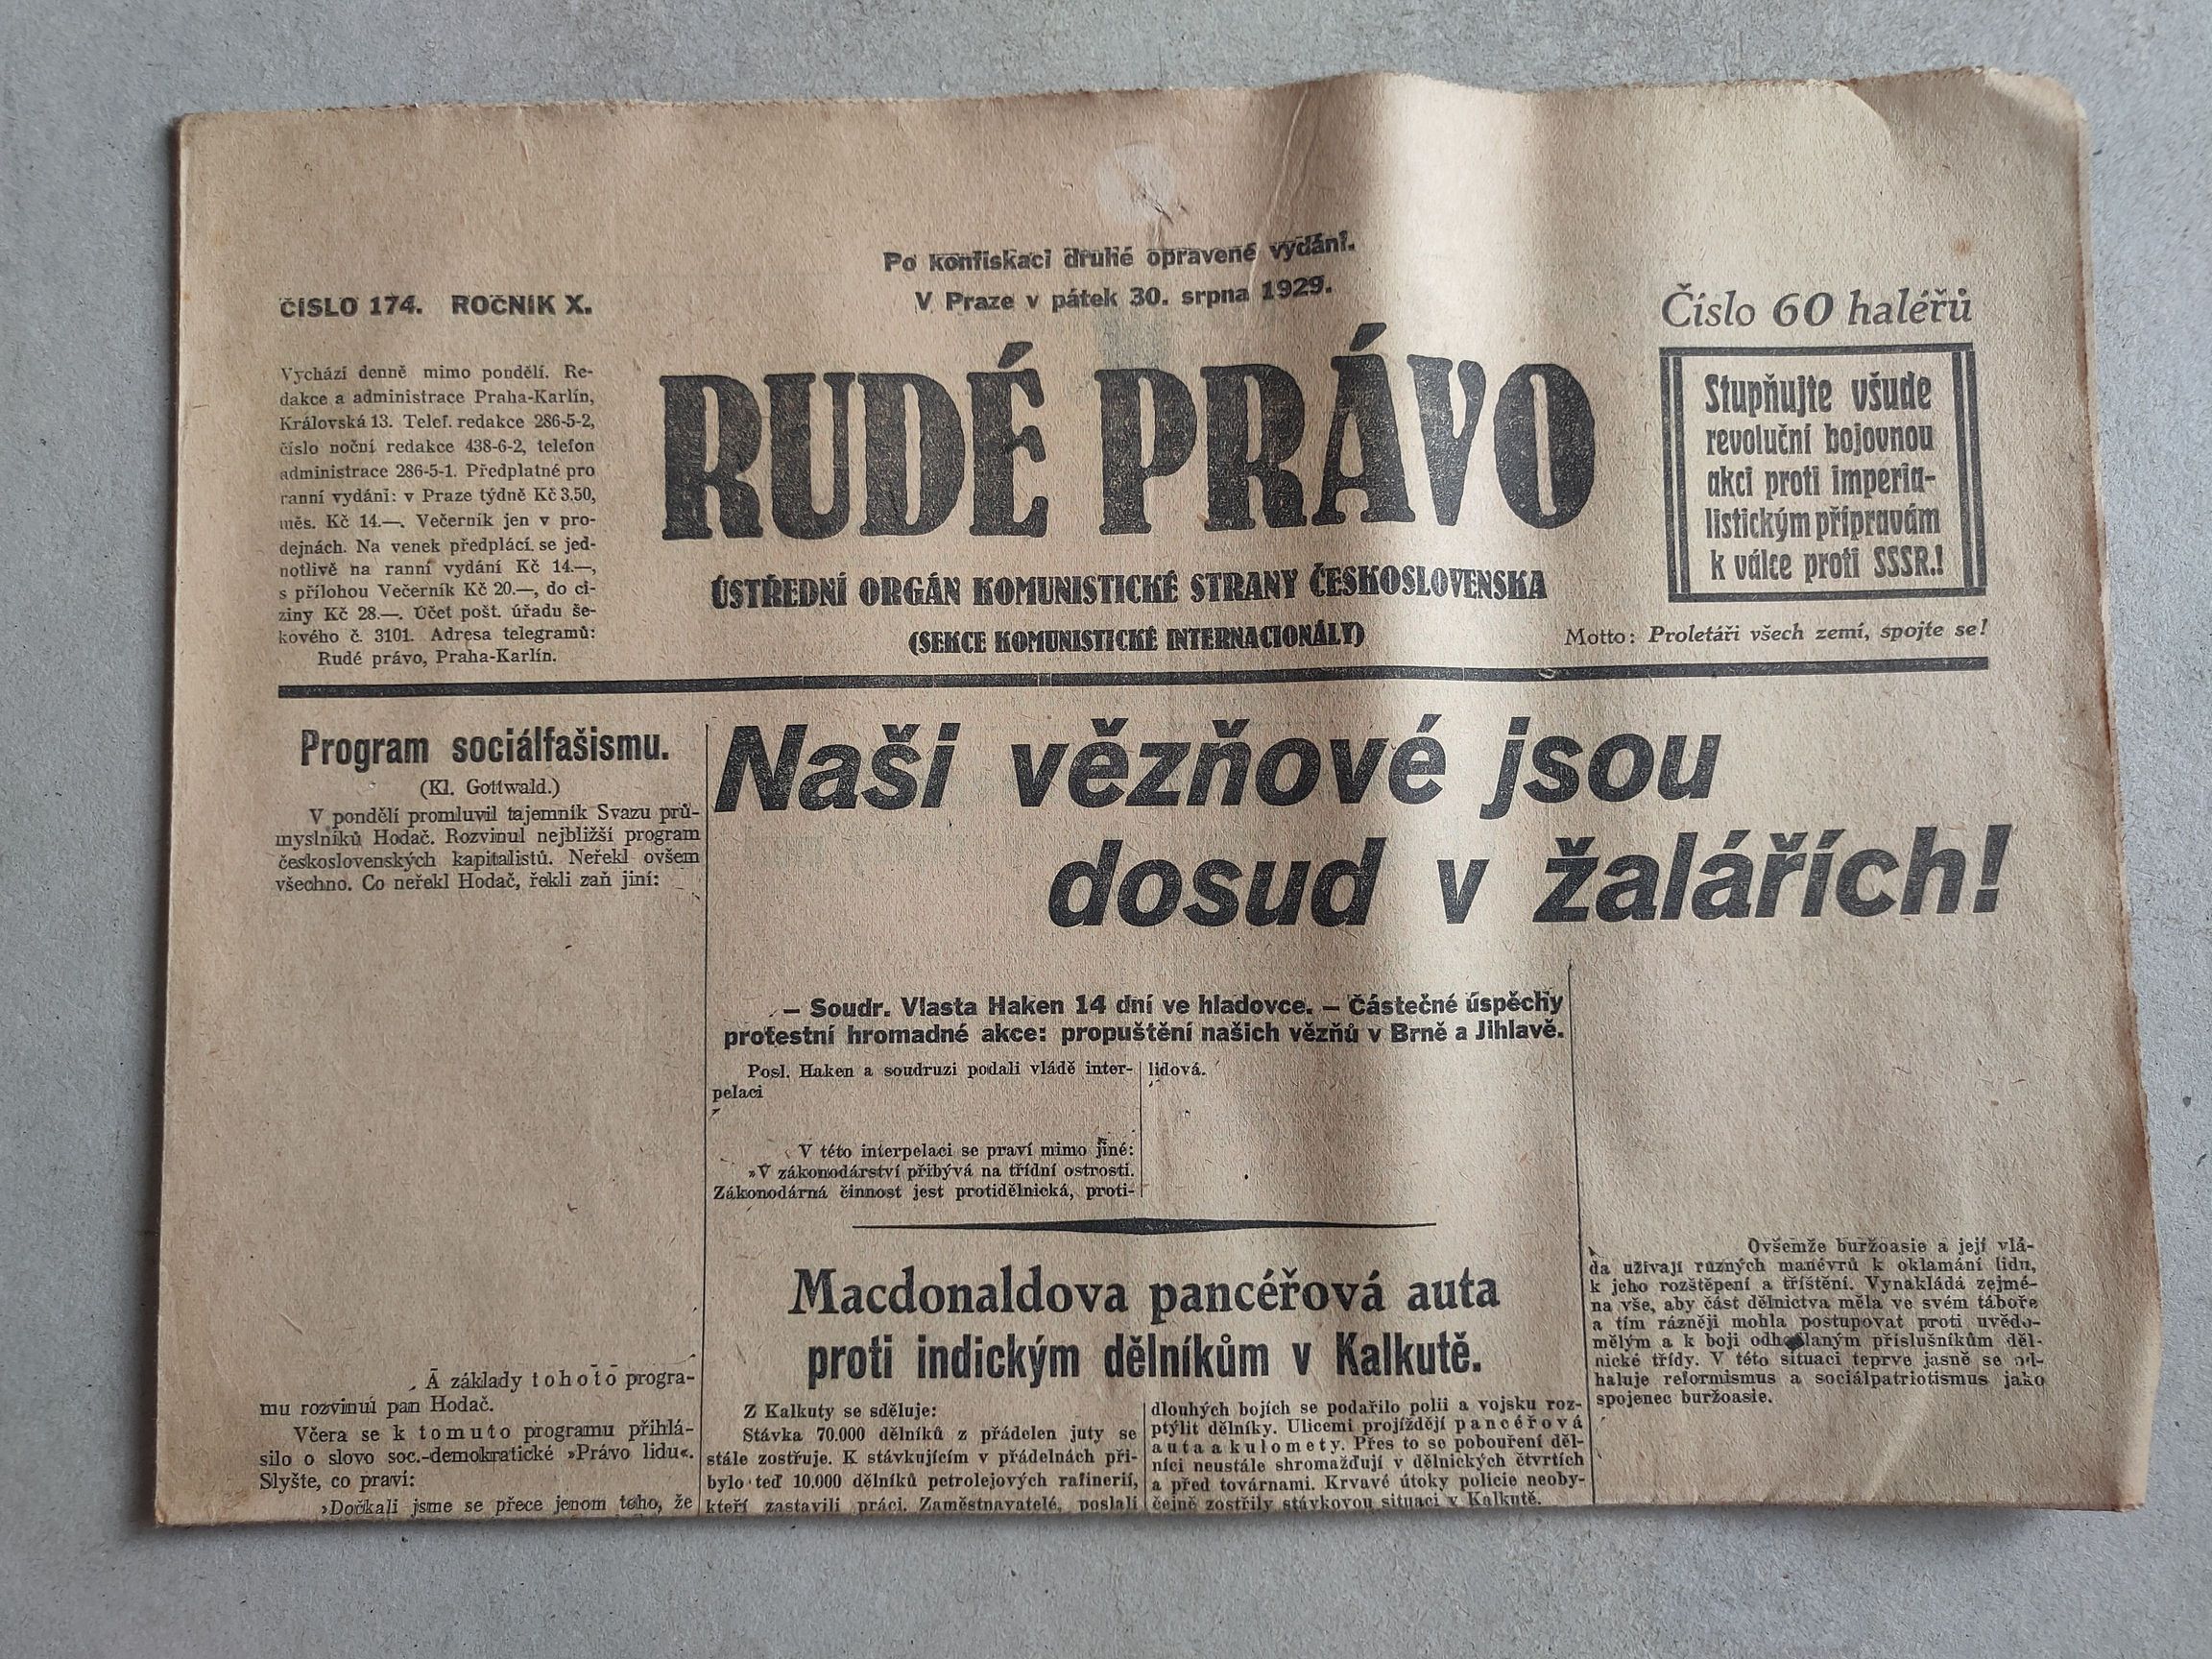 Po konfiskaci druhé opravené vydání.
V Praze v pátek 30. srpna 1929.
ČÍSLO 174. ROČNÍK X.
Číslo 60 haléřů
Vychází denně mimo pondělí. Re-
dakce a administrace Praha-Karlín,
Královská 13. Telef. redakce 286-5-2,
číslo noční redakce 438-6-2, telefon
administrace 286-5-1. Předplatné pro
ranní vydání: v Praze týdně Kč 3.50,
měs. Kč 14.—. Večerník jen v pro-
dejnách. Na venek předplácí se jed-
notlivě na ranní vydání Kč 14.—,
s přílohou Večerník Kč 20.—, do ci-
ziny Kč 28.—. Účet pošt. úřadu še-
kového č. 3101. Adresa telegramů:
Rudé právo, Praha-Karlín.
RUDÉ PRÁVO
ÚSTŘEDNÍ ORGÁN KOMUNISTICKÉ STRANY ČESKOSLOVENSKA
(SEKCE KOMUNISTICKÉ INTERNACIONÁLY)
Stupňujte všude
revoluční bojovnou
akci proti imperia-
listickým přípravám
k válce proti SSSR.!
Motto: Proletáři všech zemí, spojte se!
Program sociálfašismu.
(Kl. Gottwald.)
V pondělí promluvil tajemník Svazu prů-
myslníků Hodač. Rozvinul nejbližší program
československých kapitalistů. Neřekl ovšem
všechno. Co neřekl Hodač, řekli zaň jiní:
A základy tohoto progra-
mu rozvinul pan Hodač.
Včera se k tomuto programu přihlá-
silo o slovo soc.-demokratické »Právo lidu«.
Slyšte, co praví:
»Dočkali jsme se přece jenom toho, že
Naši vězňové jsou
dosud v žalářích!
— Soudr. Vlasta Haken 14 dní ve hladovce. — Částečné úspěchy
protestní hromadné akce: propuštění našich vězňů v Brně a Jihlavě.
Posl. Haken a soudruzi podali vládě inter-
pelaci
V této interpelaci se praví mimo jiné:
»V zákonodárství přibývá na třídní ostrosti.
Zákonodárná činnost jest protidělnická, proti-
lidová.
Macdonaldova pancéřová auta
proti indickým dělníkům v Kalkutě.
Z Kalkuty se sděluje:
Stávka 70.000 dělníků z přádelen juty se
stále zostřuje. K stávkujícím v přádelnách při-
bylo teď 10.000 dělníků petrolejových rafinerií,
kteří zastavili práci. Zaměstnavatelé, poslali
dlouhých bojích se podařilo polii a vojsku roz-
ptýlit dělníky. Ulicemi projíždějí pancéřová
auta a kulomety. Přes to se pobouření děl-
níci neustále shromažďují v dělnických čtvrtích
a před továrnami. Krvavé útoky policie neoby-
čejně zostřily stávkovou situaci v Kalkutě.
Ovšemže buržoasie a její vlá-
da užívají různých manévrů k oklamání lidu,
k jeho rozštěpení a tříštění. Vynakládá zejmé-
na vše, aby část dělnictva měla ve svém táboře
a tím rázněji mohla postupovat proti uvědo-
mělým a k boji odhodlaným příslušníkům děl-
nické třídy. V této situaci teprve jasně se od-
haluje reformismus a sociálpatriotismus jako
spojenec buržoasie.